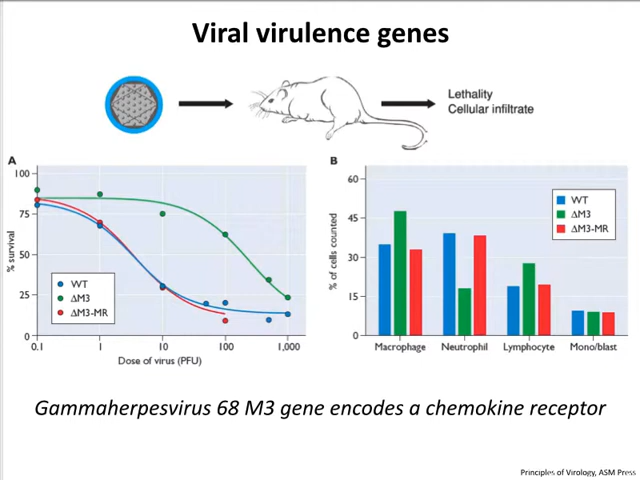 Viral virulence genes
Lethality
Cellular infiltrate
A
100
75
50
25
0
% survival
WT
ΔM3
ΔM3-MR
0.1
1
10
100
1,000
Dose of virus (PFU)
B
60
45
30
15
0
% of cells counted
WT
ΔM3
ΔM3-MR
Macrophage
Neutrophil
Lymphocyte
Mono/blast
Gammaherpesvirus 68 M3 gene encodes a chemokine receptor
Principles of Virology, ASM Press